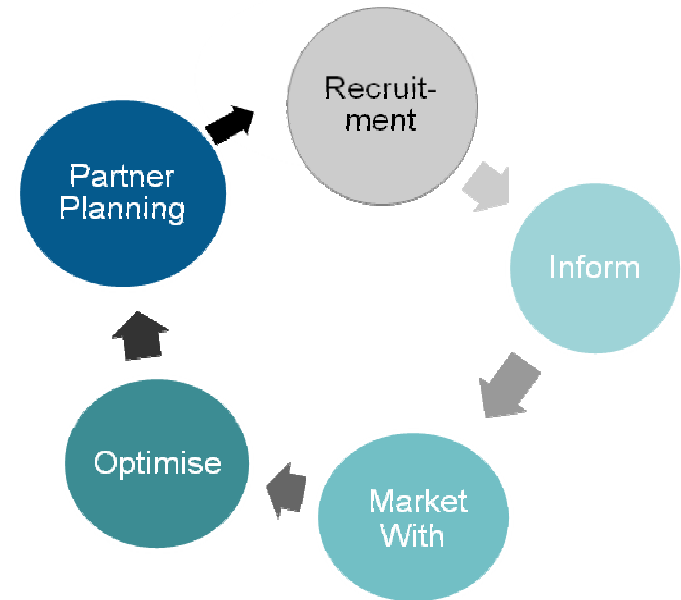 Recruit-
ment
Partner
Planning
Inform
Optimise
Market
With